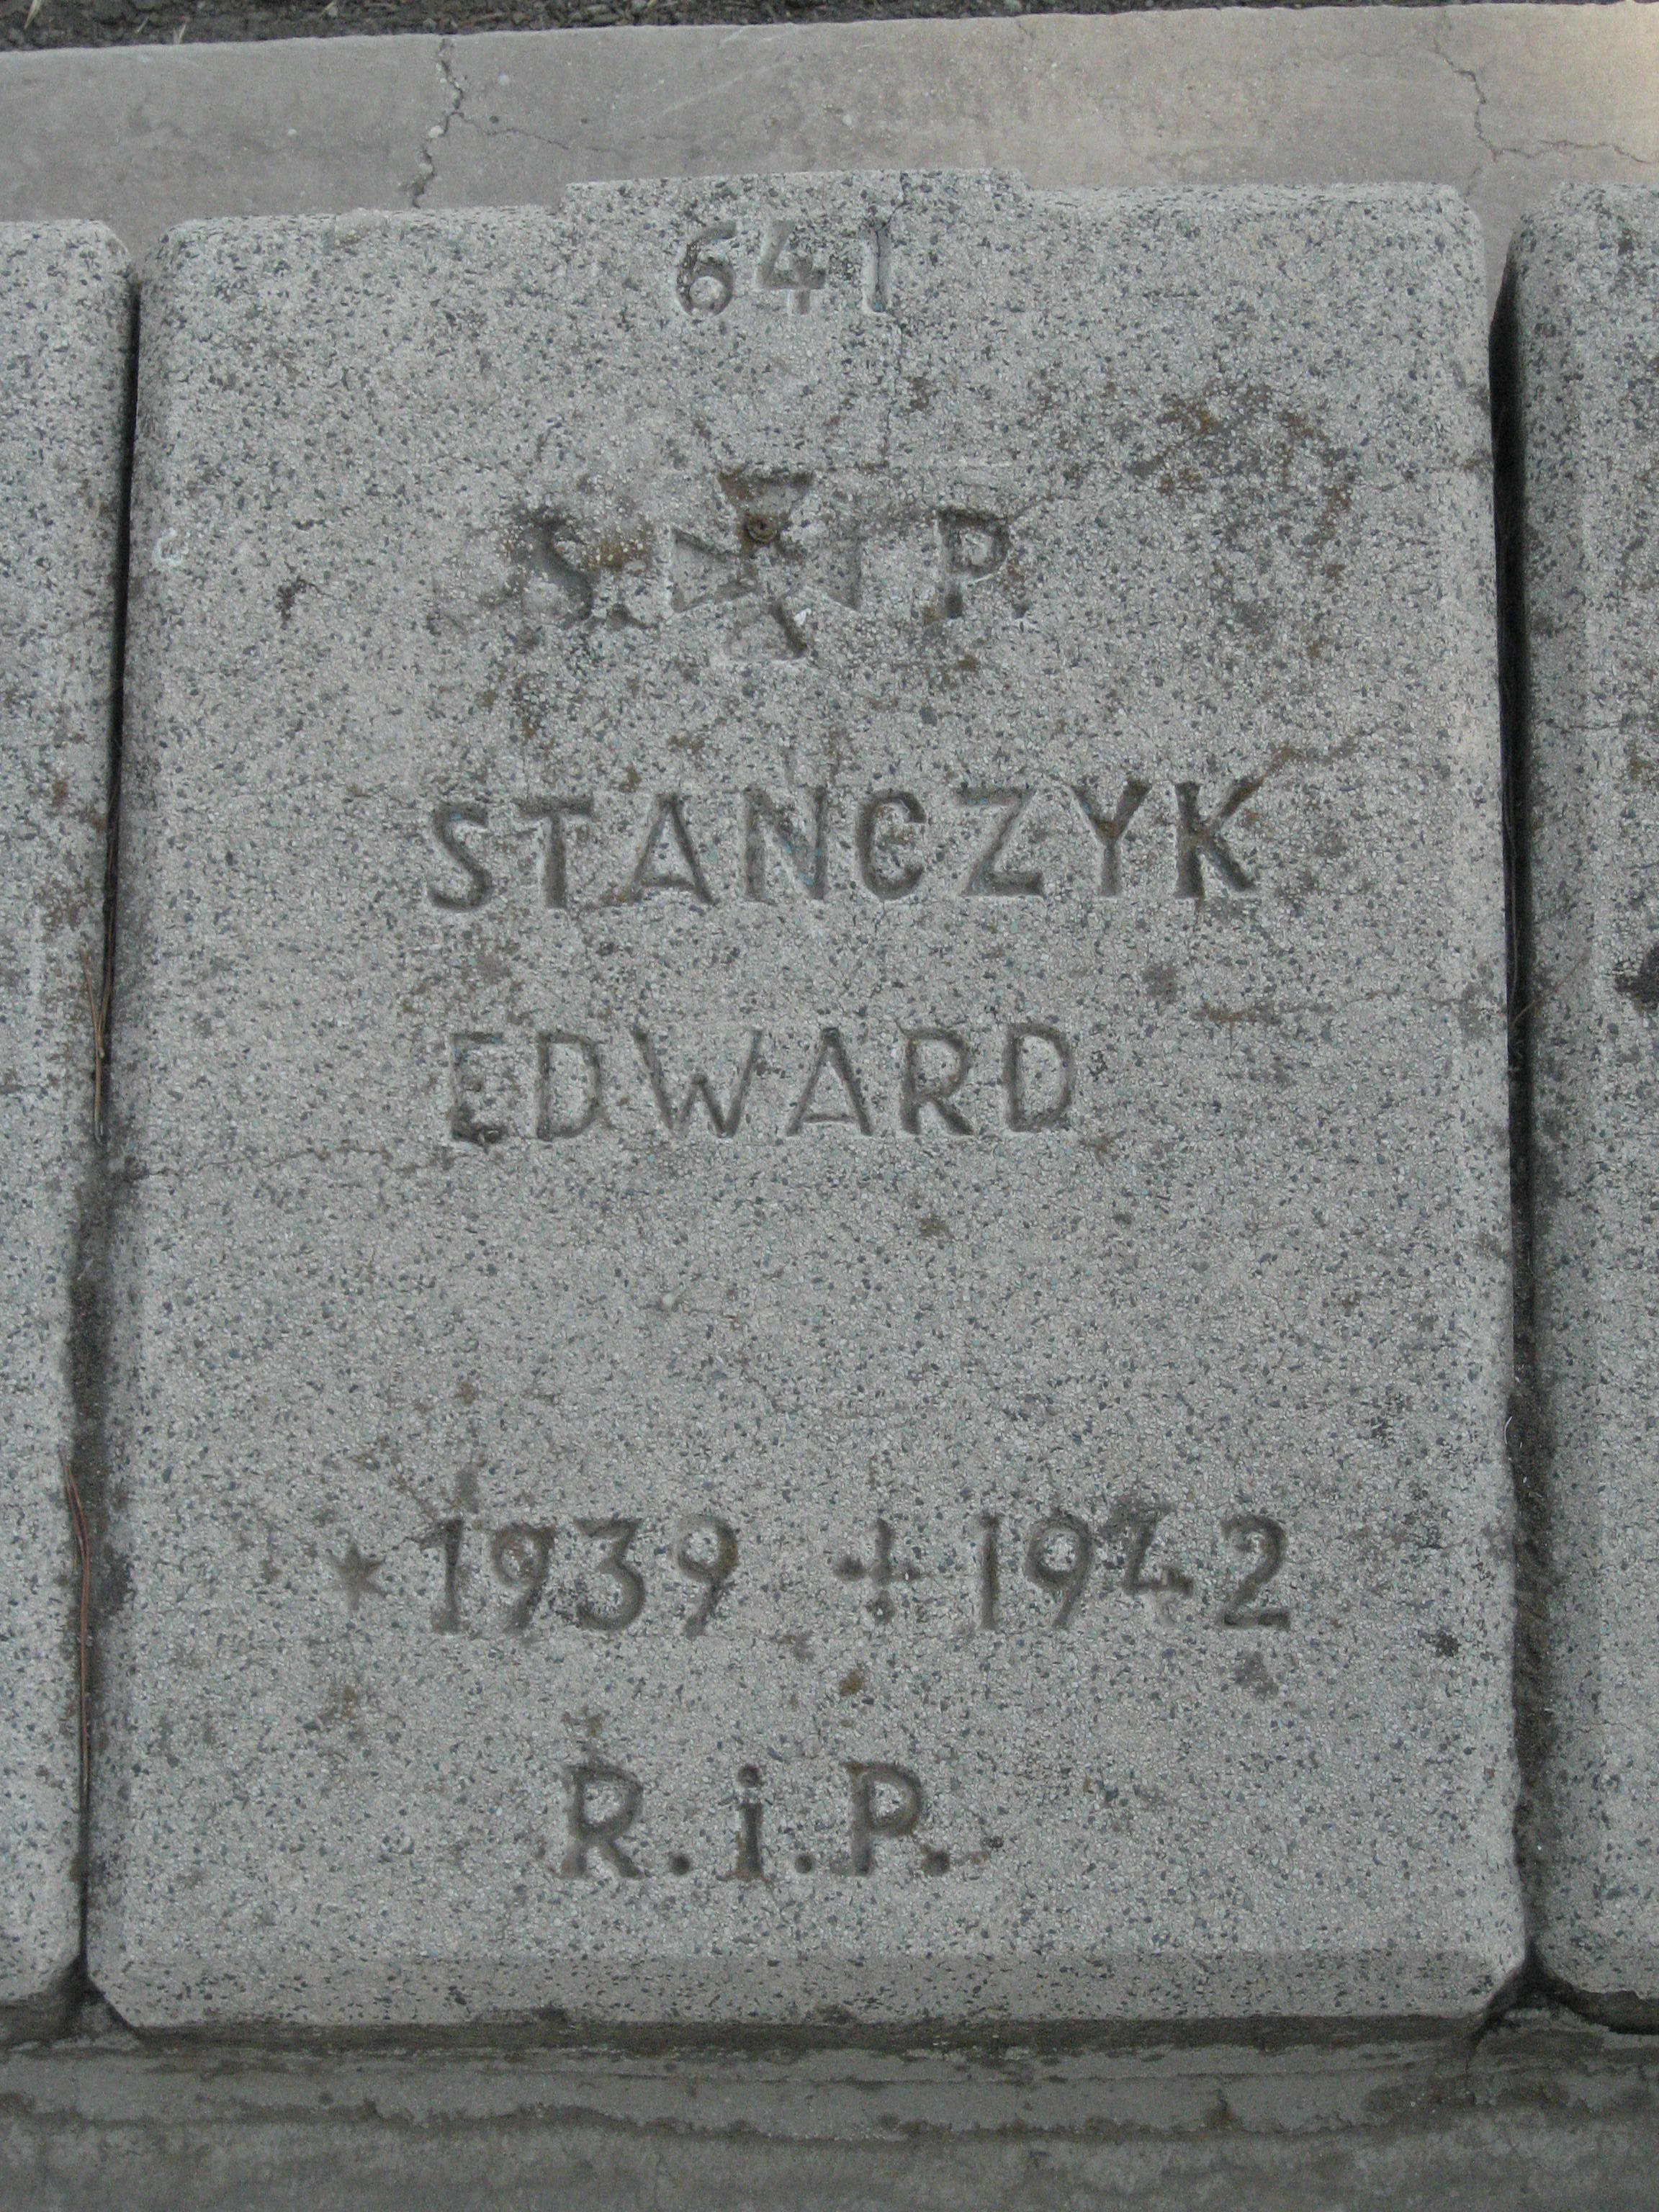 641
S. P.
STANCZYK
EDWARD
* 1939 ✝ 1942
R.i.P.